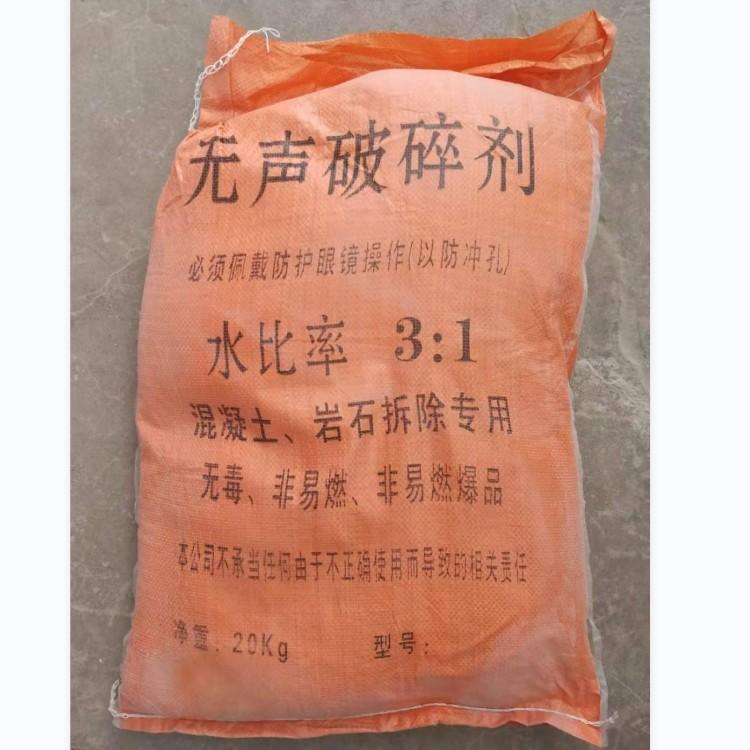 无声破碎剂
必须佩戴防护眼镜操作(以防冲孔)
水比率 3:1
混凝土、岩石拆除专用
无毒、非易燃、非易燃爆品
本公司不承当任何由于不正确使用而导致的相关责任
净重:20Kg 型号: